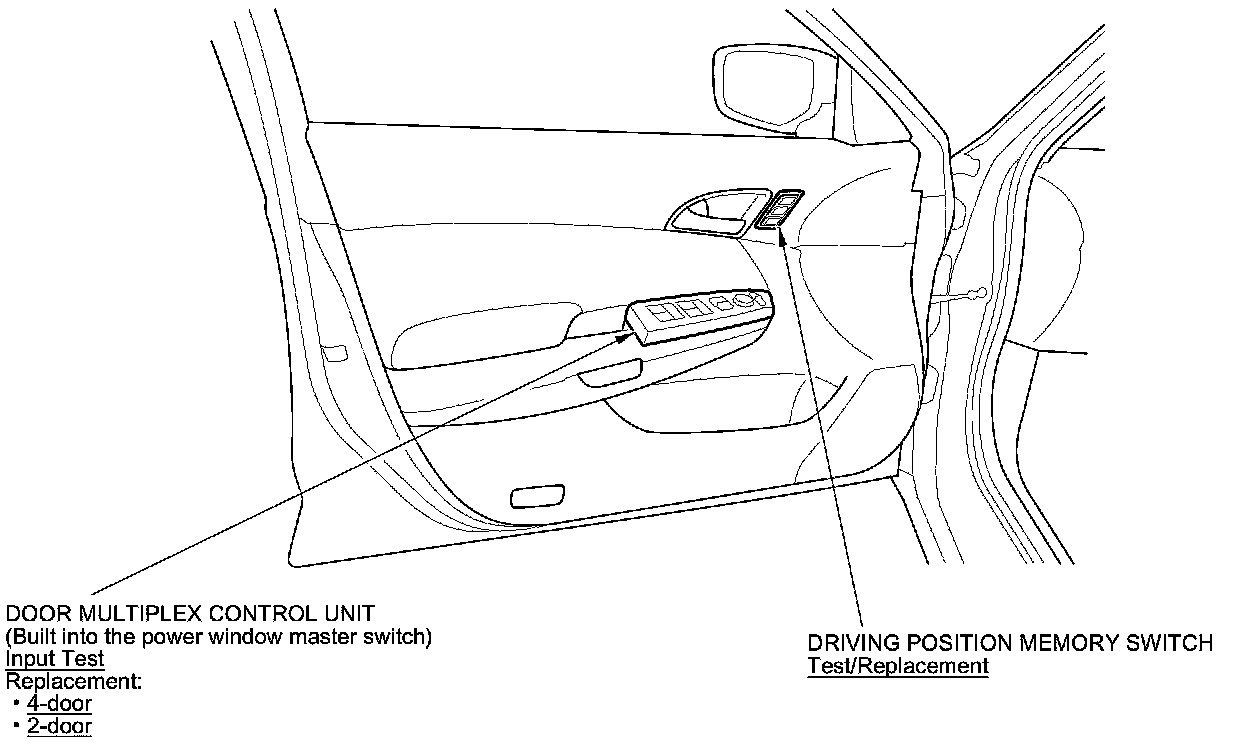 DOOR MULTIPLEX CONTROL UNIT
(Built into the power window master switch)
Input Test
Replacement:
• 4-door
• 2-door
DRIVING POSITION MEMORY SWITCH
Test/Replacement